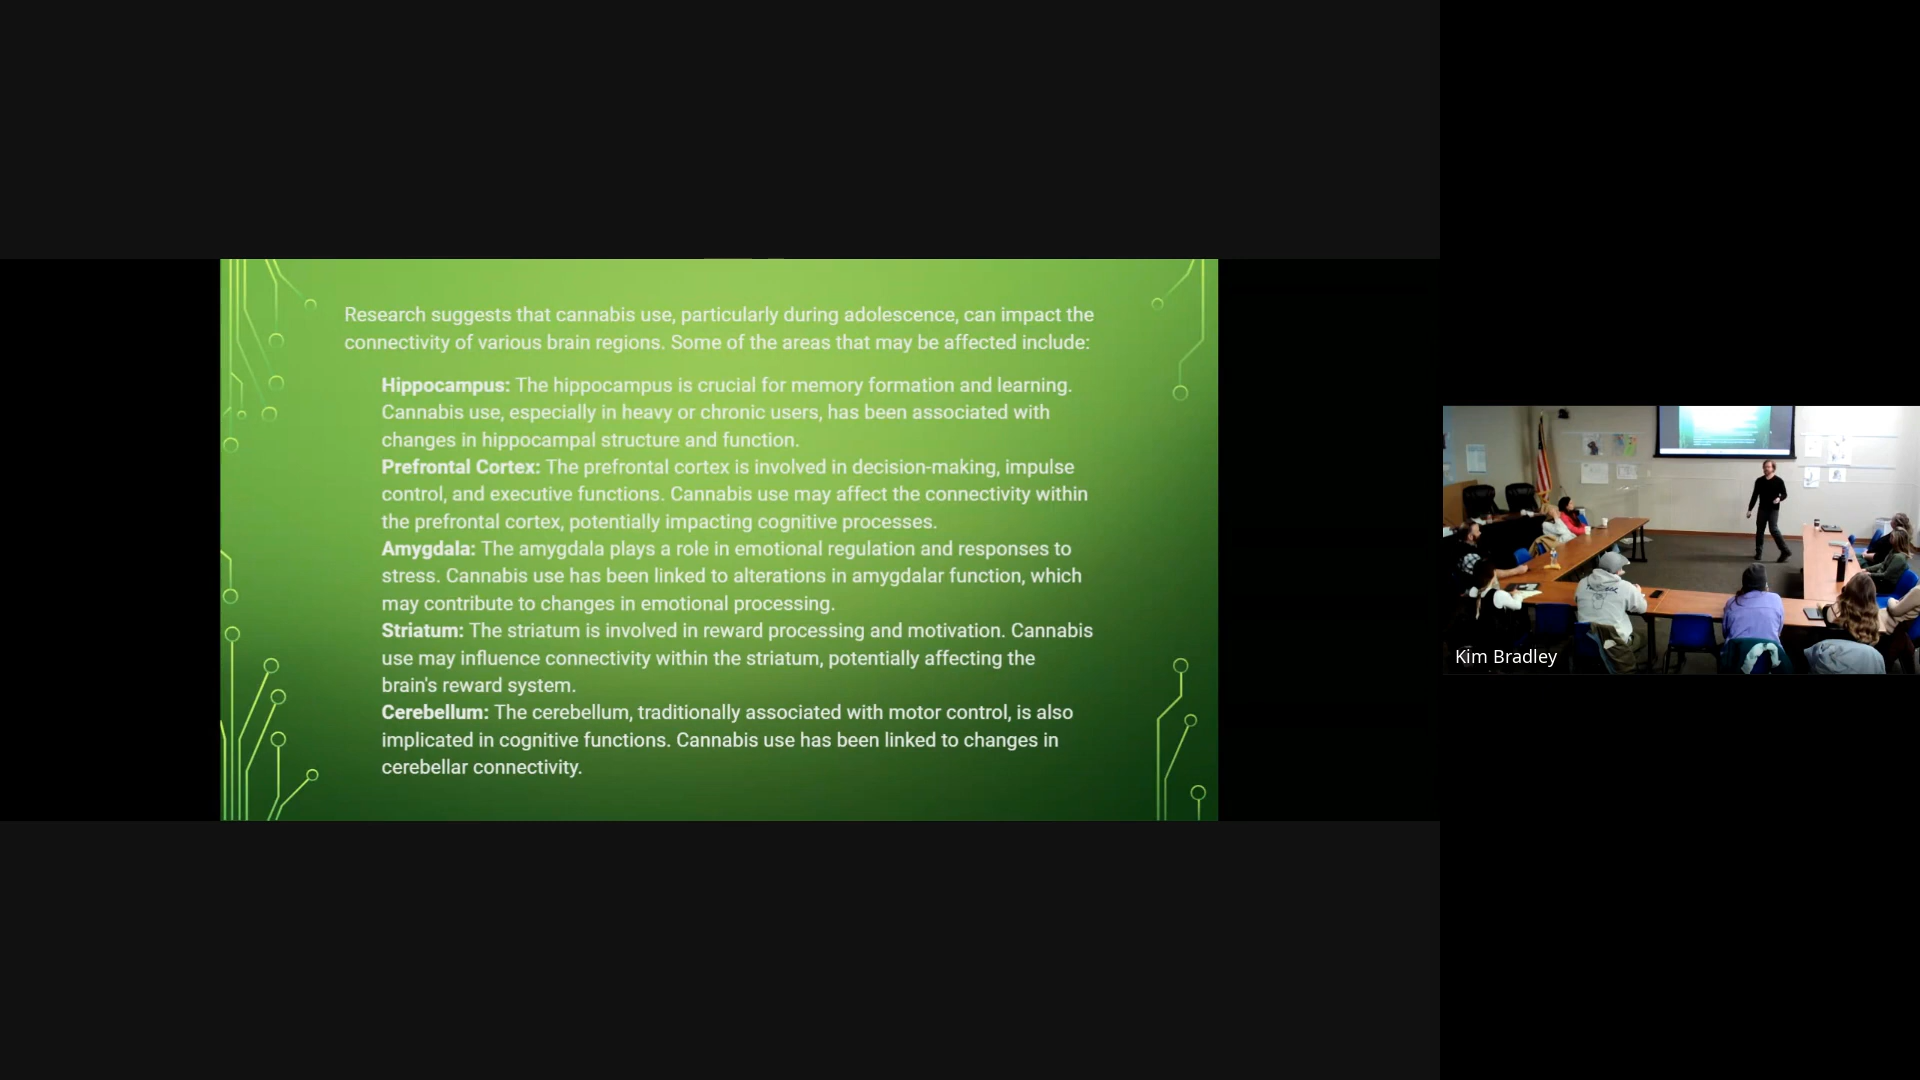 Research suggests that cannabis use, particularly during adolescence, can impact the
connectivity of various brain regions. Some of the areas that may be affected include:
Hippocampus: The hippocampus is crucial for memory formation and learning.
Cannabis use, especially in heavy or chronic users, has been associated with
changes in hippocampal structure and function.
Prefrontal Cortex: The prefrontal cortex is involved in decision-making, impulse
control, and executive functions. Cannabis use may affect the connectivity within
the prefrontal cortex, potentially impacting cognitive processes.
Amygdala: The amygdala plays a role in emotional regulation and responses to
stress. Cannabis use has been linked to alterations in amygdalar function, which
may contribute to changes in emotional processing.
Striatum: The striatum is involved in reward processing and motivation. Cannabis
use may influence connectivity within the striatum, potentially affecting the
brain's reward system.
Cerebellum: The cerebellum, traditionally associated with motor control, is also
implicated in cognitive functions. Cannabis use has been linked to changes in
cerebellar connectivity.
Kim Bradley